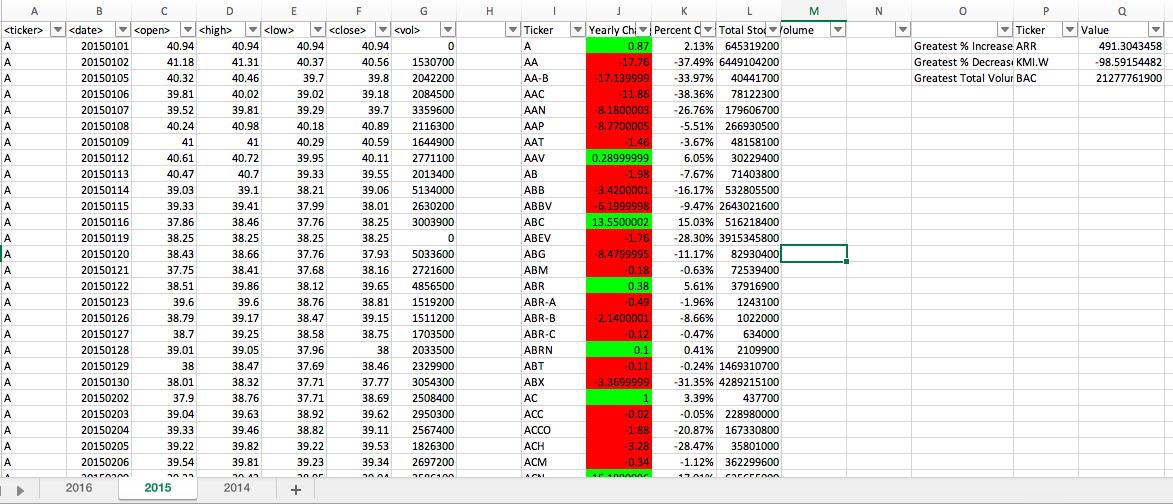 A B C D E F G H I J K L M N O P Q
<ticker> <date> <open> <high> <low> <close> <vol> Ticker Yearly Ch Percent C Total Sto Volume Ticker Value
A 20150101 40.94 40.94 40.94 40.94 0 A 0.87 2.13% 645319200 Greatest % Increase ARR 491.3043458
A 20150102 41.18 41.31 40.37 40.56 1530700 AA -17.76 -37.49% 6449104200 Greatest % Decreas KMI.W -98.59154482
A 20150105 40.32 40.46 39.7 39.8 2042200 AA-B -17.139999 -33.97% 40441700 Greatest Total Volur BAC 21277761900
A 20150106 39.81 40.02 39.02 39.18 2084500 AAC -11.86 -38.36% 78122300
A 20150107 39.52 39.81 39.29 39.7 3359600 AAN -8.1800003 -26.76% 179606700
A 20150108 40.24 40.98 40.18 40.89 2116300 AAP -8.7700005 -5.51% 266930500
A 20150109 41 41 40.29 40.59 1644900 AAT -1.46 -3.67% 48158100
A 20150112 40.61 40.72 39.95 40.11 2771100 AAV 0.28999999 6.05% 30229400
A 20150113 40.47 40.7 39.33 39.55 2013400 AB -1.98 -7.67% 71403800
A 20150114 39.03 39.1 38.21 39.06 5134000 ABB -3.4200001 -16.17% 532805500
A 20150115 39.33 39.41 37.99 38.01 2630200 ABBV -6.1999998 -9.47% 2643021600
A 20150116 37.86 38.46 37.76 38.25 3003900 ABC 13.5500002 15.03% 516218400
A 20150119 38.25 38.25 38.25 38.25 0 ABEV -1.76 -28.30% 3915345800
A 20150120 38.43 38.66 37.76 37.93 5033600 ABG -8.4799995 -11.17% 82930400
A 20150121 37.75 38.41 37.68 38.16 2721600 ABM -0.18 -0.63% 72539400
A 20150122 38.51 39.86 38.12 39.65 4856500 ABR 0.38 5.61% 37916900
A 20150123 39.6 39.6 38.76 38.81 1519200 ABR-A -0.49 -1.96% 1243100
A 20150126 38.79 39.17 38.47 39.15 1511200 ABR-B -2.1400001 -8.66% 1022000
A 20150127 38.7 39.25 38.58 38.75 1703500 ABR-C -0.12 -0.47% 634000
A 20150128 39.01 39.05 37.96 38 2033500 ABRN 0.1 0.41% 2109900
A 20150129 38 38.47 37.69 38.46 2329900 ABT -0.11 -0.24% 1469310700
A 20150130 38.01 38.32 37.71 37.77 3054300 ABX -3.3699999 -31.35% 4289215100
A 20150202 37.9 38.76 37.71 38.69 2508400 AC 1 3.39% 437700
A 20150203 39.04 39.63 38.92 39.62 2950300 ACC -0.02 -0.05% 228980000
A 20150204 39.33 39.46 38.82 39.11 2567400 ACCO -1.88 -20.87% 167330800
A 20150205 39.22 39.82 39.22 39.53 1826300 ACH -3.28 -28.47% 35801000
A 20150206 39.54 39.81 39.23 39.34 2697200 ACM -0.34 -1.12% 362299600
2016 2015 2014 +